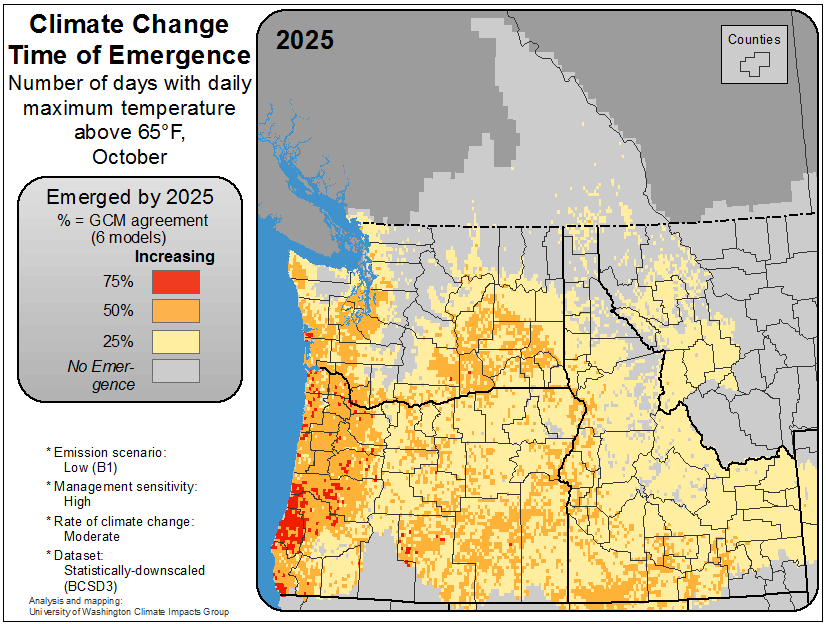 Climate Change
Time of Emergence
Number of days with daily
maximum temperature
above 65°F,
October
Emerged by 2025
% = GCM agreement
(6 models)
Increasing
75%
50%
25%
No Emer-
gence
* Emission scenario:
Low (B1)
* Management sensitivity:
High
* Rate of climate change:
Moderate
* Dataset:
Statistically-downscaled
(BCSD3)
Analysis and mapping:
University of Washington Climate Impacts Group
2025
Counties